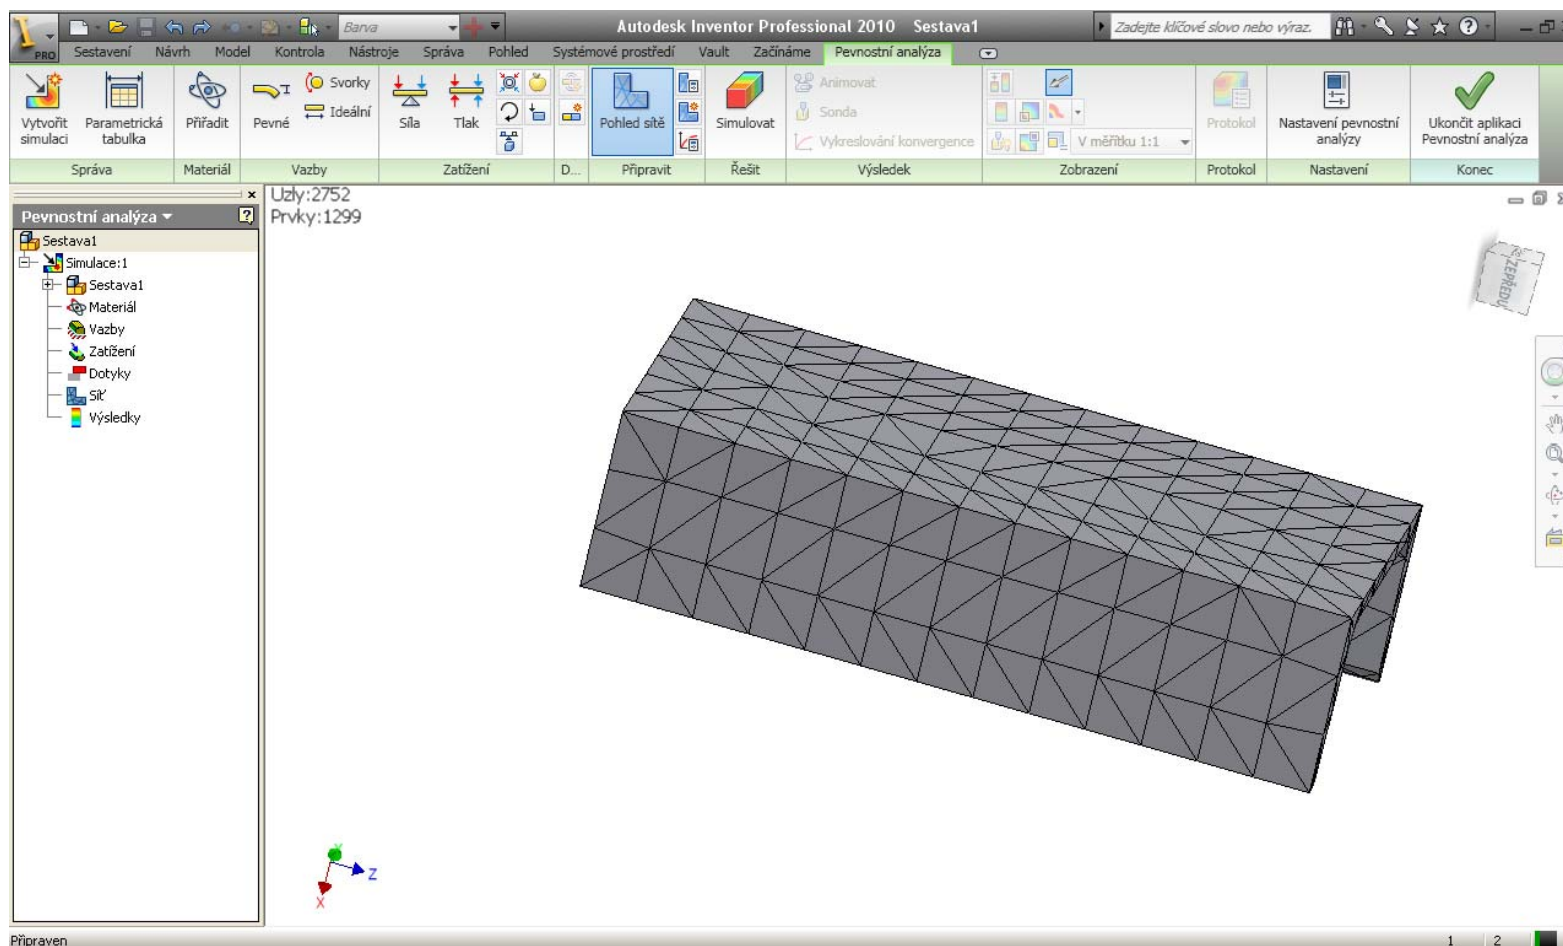 Barva
Autodesk Inventor Professional 2010 Sestava1
Zadejte klíčové slovo nebo výraz.
PRO
Sestavení Návrh Model Kontrola Nástroje Správa Pohled Systémové prostředí Vault Začínáme Pevnostní analýza
Vytvořit simulaci
Parametrická tabulka
Přiřadit
Pevné
Svorky
Ideální
Síla
Tlak
Pohled sítě
Simulovat
Animovat
Sonda
Vykreslování konvergence
V měřítku 1:1
Protokol
Nastavení pevnostní analýzy
Ukončit aplikaci Pevnostní analýza
Správa Materiál Vazby Zatížení D... Připravit Řešit Výsledek Zobrazení Protokol Nastavení Konec
Pevnostní analýza
Sestava1
Simulace:1
Sestava1
Materiál
Vazby
Zatížení
Dotyky
Síť
Výsledky
Uzly:2752
Prvky:1299
ZEPŘEDU
Y
Z
X
Připraven
1 2